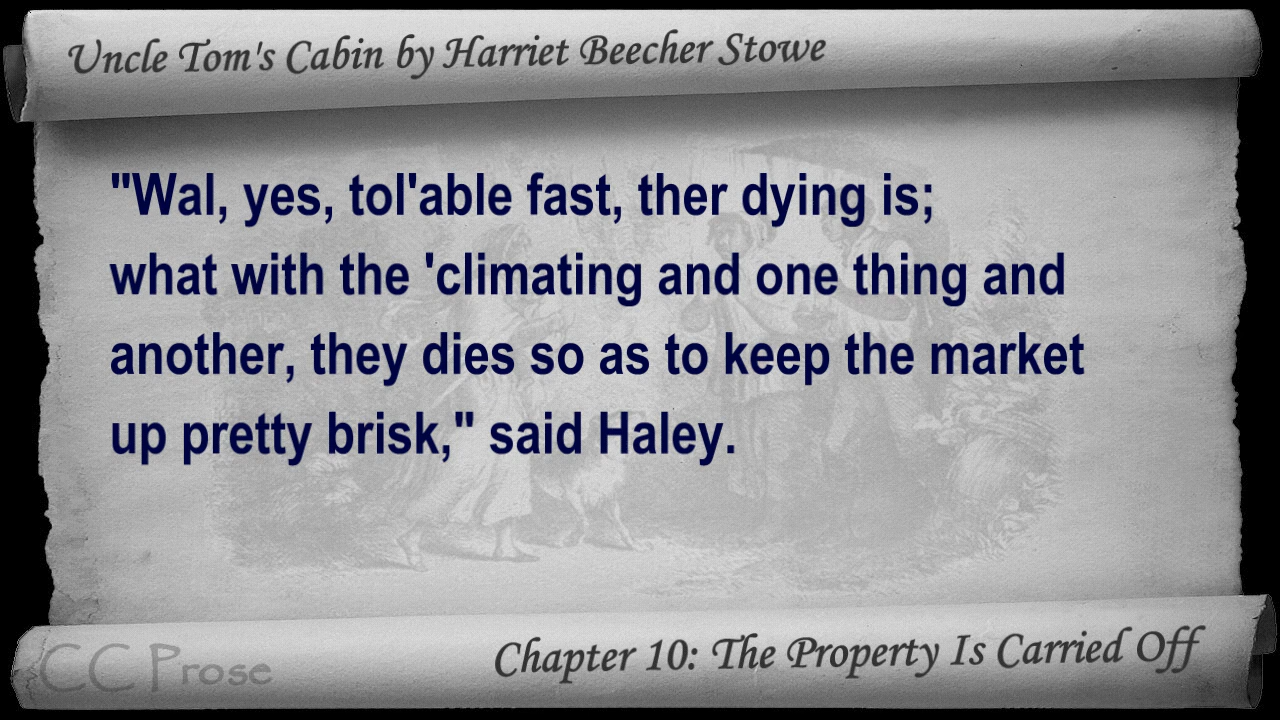 Uncle Tom's Cabin by Harriet Beecher Stowe
"Wal, yes, tol'able fast, ther dying is;
what with the 'climating and one thing and
another, they dies so as to keep the market
up pretty brisk," said Haley.
Chapter 10: The Property Is Carried Off
CC Prose